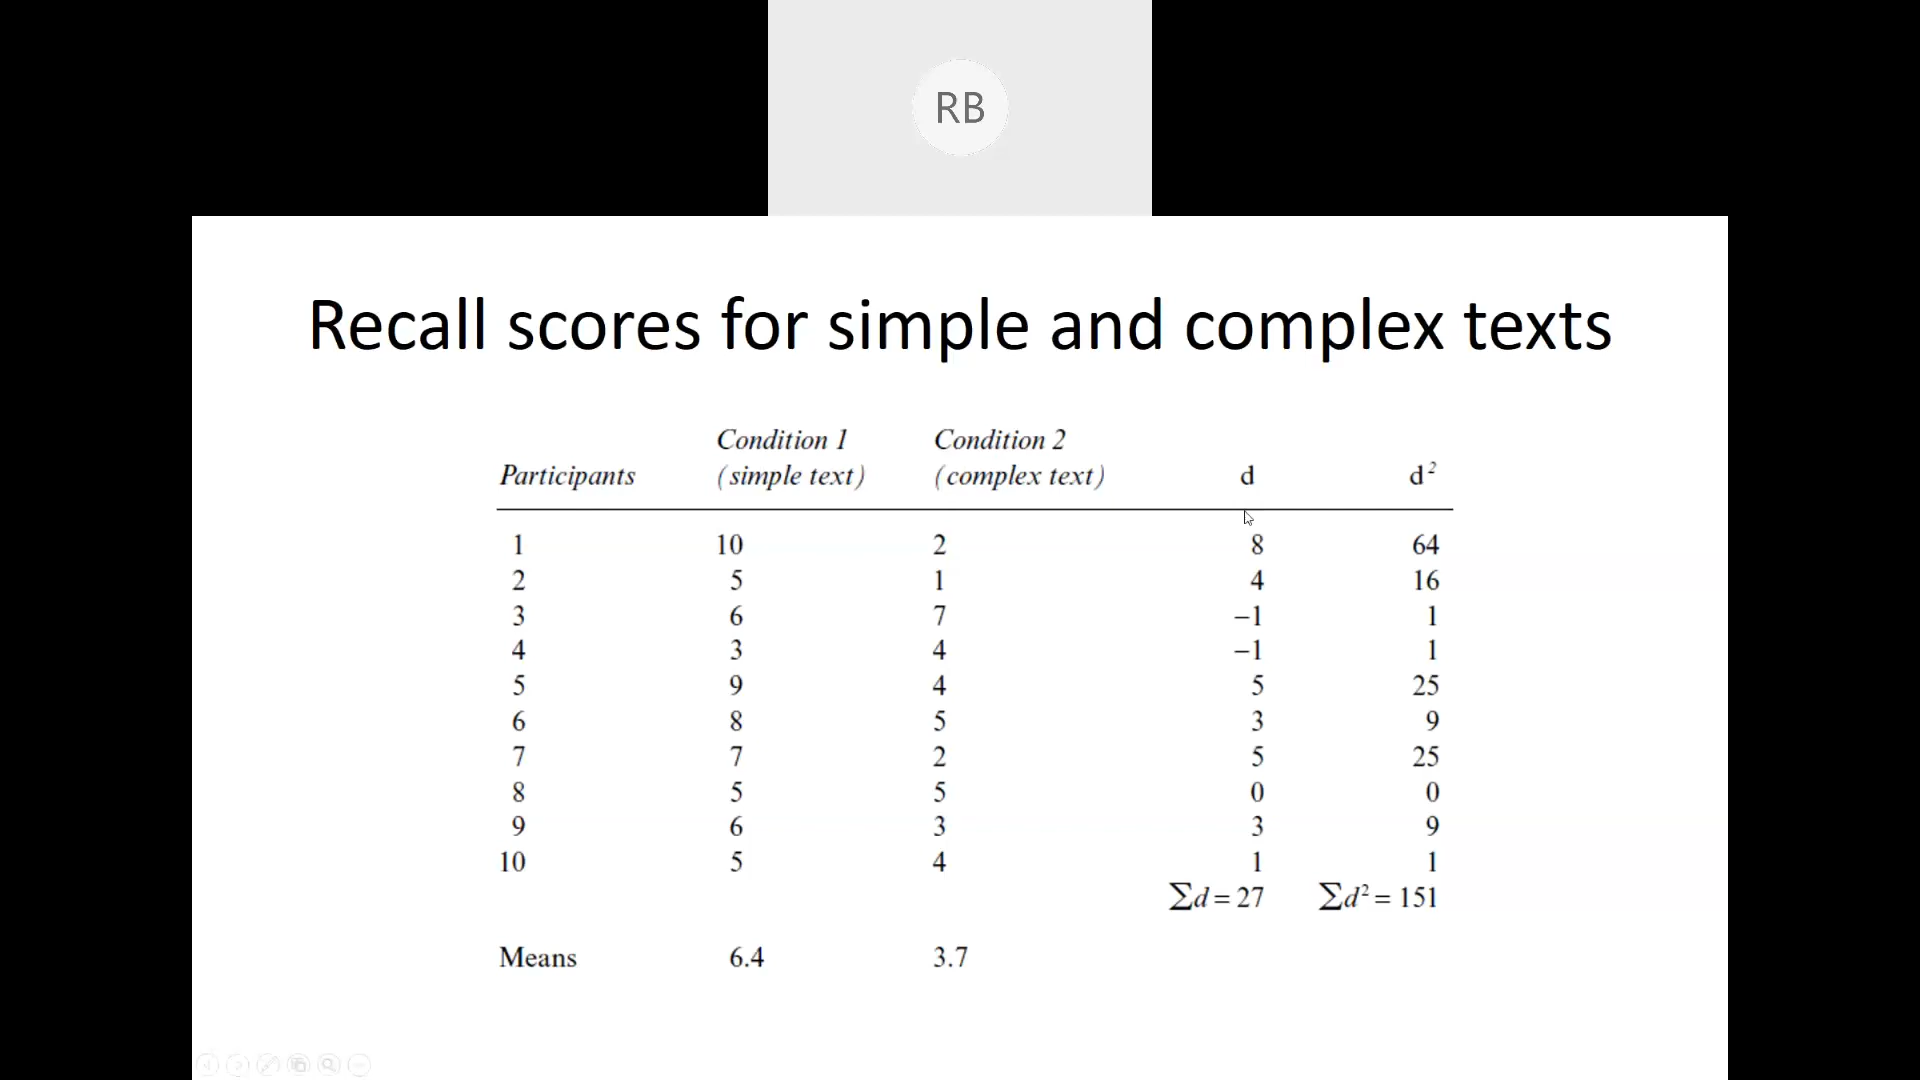 RB
Recall scores for simple and complex texts
Condition 1 Condition 2
Participants (simple text) (complex text) d d²
1 10 2 8 64
2 5 1 4 16
3 6 7 –1 1
4 3 4 –1 1
5 9 4 5 25
6 8 5 3 9
7 7 2 5 25
8 5 5 0 0
9 6 3 3 9
10 5 4 1 1
∑d = 27 ∑d² = 151
Means 6.4 3.7